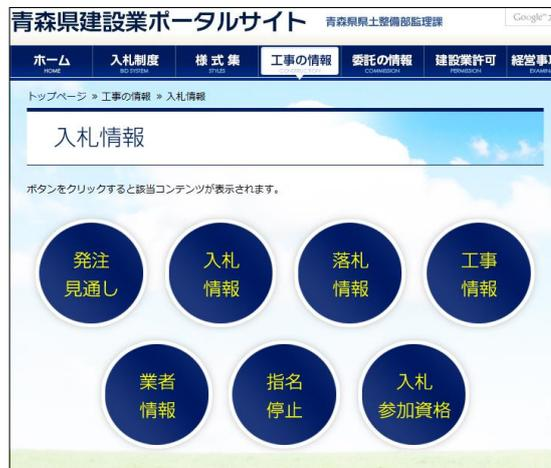 青森県建設業ポータルサイト 青森県県土整備部監理課
Google
ホーム 入札制度 様式集 工事の情報 委託の情報 建設業許可 経営事
HOME BID SYSTEM STYLES CONSTRUCTION COMMISSION PERMISSION EXAMIN
トップページ » 工事の情報 » 入札情報
入札情報
ボタンをクリックすると該当コンテンツが表示されます。
発注
見通し
入札
情報
落札
情報
工事
情報
業者
情報
指名
停止
入札
参加資格